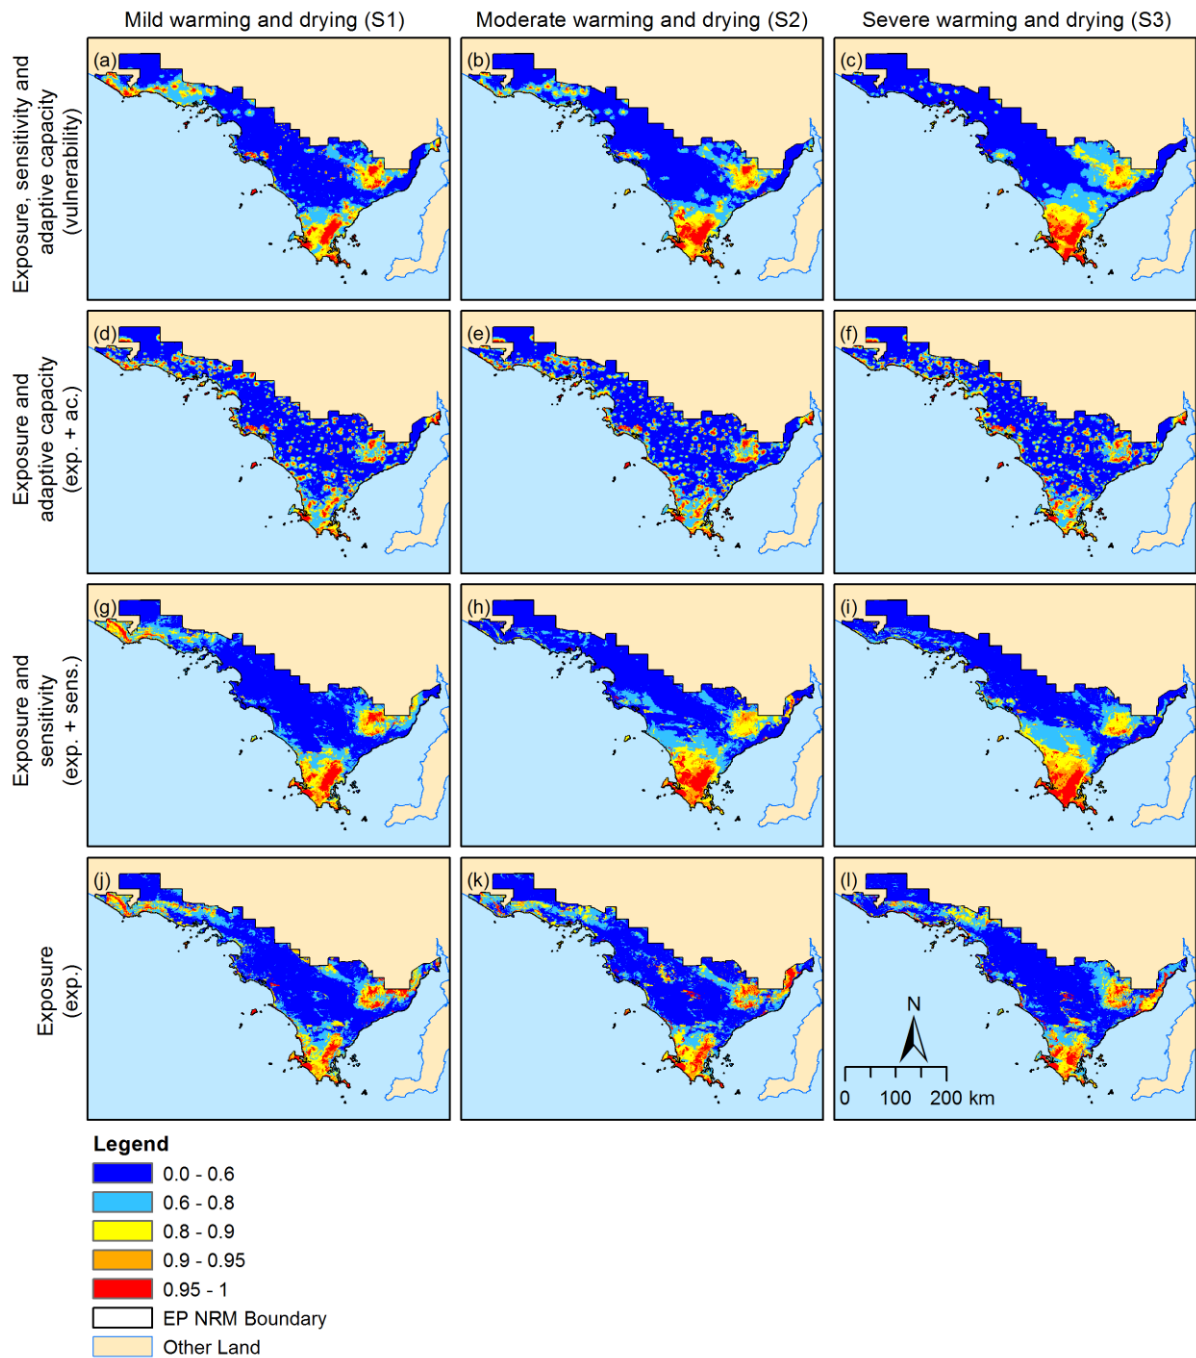 Mild warming and drying (S1)
Moderate warming and drying (S2)
Severe warming and drying (S3)
Exposure, sensitivity and
adaptive capacity
(vulnerability)
(a)
(b)
(c)
Exposure and
adaptive capacity
(exp. + ac.)
(d)
(e)
(f)
Exposure and
sensitivity
(exp. + sens.)
(g)
(h)
(i)
Exposure
(exp.)
(j)
(k)
(l)
N
0 100 200 km
Legend
0.0 - 0.6
0.6 - 0.8
0.8 - 0.9
0.9 - 0.95
0.95 - 1
EP NRM Boundary
Other Land